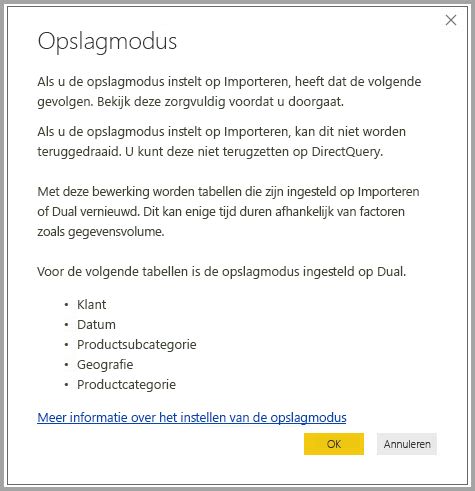 Opslagmodus
Als u de opslagmodus instelt op Importeren, heeft dat de volgende
gevolgen. Bekijk deze zorgvuldig voordat u doorgaat.
Als u de opslagmodus instelt op Importeren, kan dit niet worden
teruggedraaid. U kunt deze niet terugzetten op DirectQuery.
Met deze bewerking worden tabellen die zijn ingesteld op Importeren
of Dual vernieuwd. Dit kan enige tijd duren afhankelijk van factoren
zoals gegevensvolume.
Voor de volgende tabellen is de opslagmodus ingesteld op Dual.
• Klant
• Datum
• Productsubcategorie
• Geografie
• Productcategorie
Meer informatie over het instellen van de opslagmodus
OK Annuleren